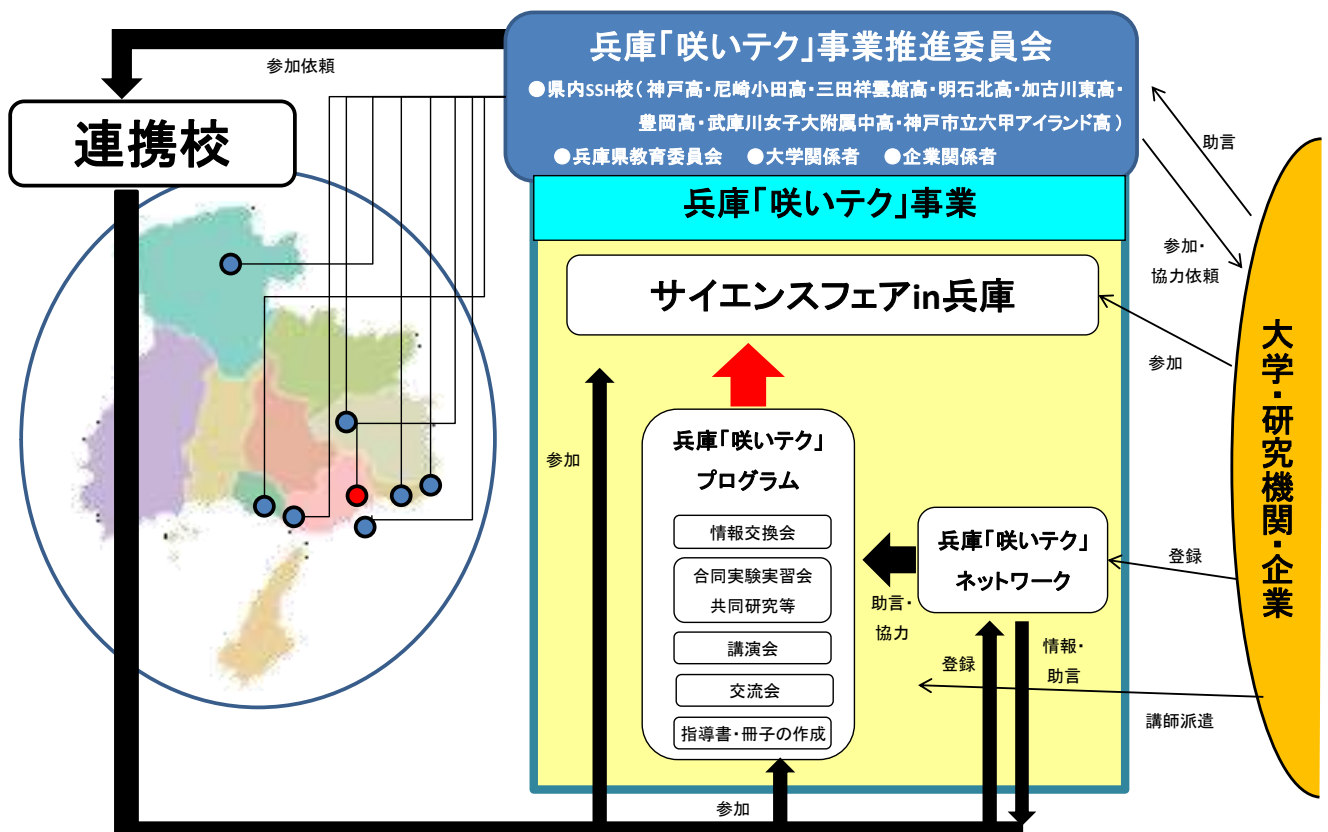 兵庫「咲いテク」事業推進委員会
●県内SSH校(神戸高・尼崎小田高・三田祥雲館高・明石北高・加古川東高・
豊岡高・武庫川女子大附属中高・神戸市立六甲アイランド高)
●兵庫県教育委員会 ●大学関係者 ●企業関係者
参加依頼
連携校
兵庫「咲いテク」事業
サイエンスフェアin兵庫
助言
参加・
協力依頼
参加
大学・研究機関・企業
参加
兵庫「咲いテク」
プログラム
情報交換会
合同実験実習会
共同研究等
講演会
交流会
指導書・冊子の作成
助言・
協力
兵庫「咲いテク」
ネットワーク
登録
登録
情報・
助言
講師派遣
参加